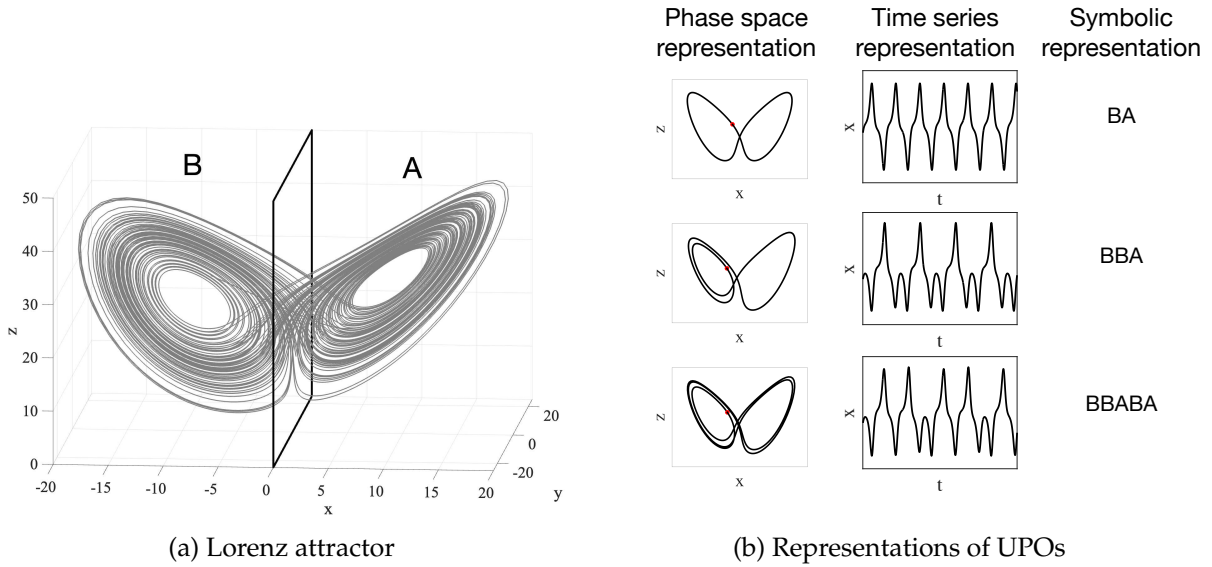 B
A
50
40
30
20
10
0
z
-20
-15
-10
-5
0
5
10
15
20
x
20
0
-20
y
(a) Lorenz attractor
Phase space
representation
Time series
representation
Symbolic
representation
z
x
x
t
BA
z
x
x
t
BBA
z
x
x
t
BBABA
(b) Representations of UPOs